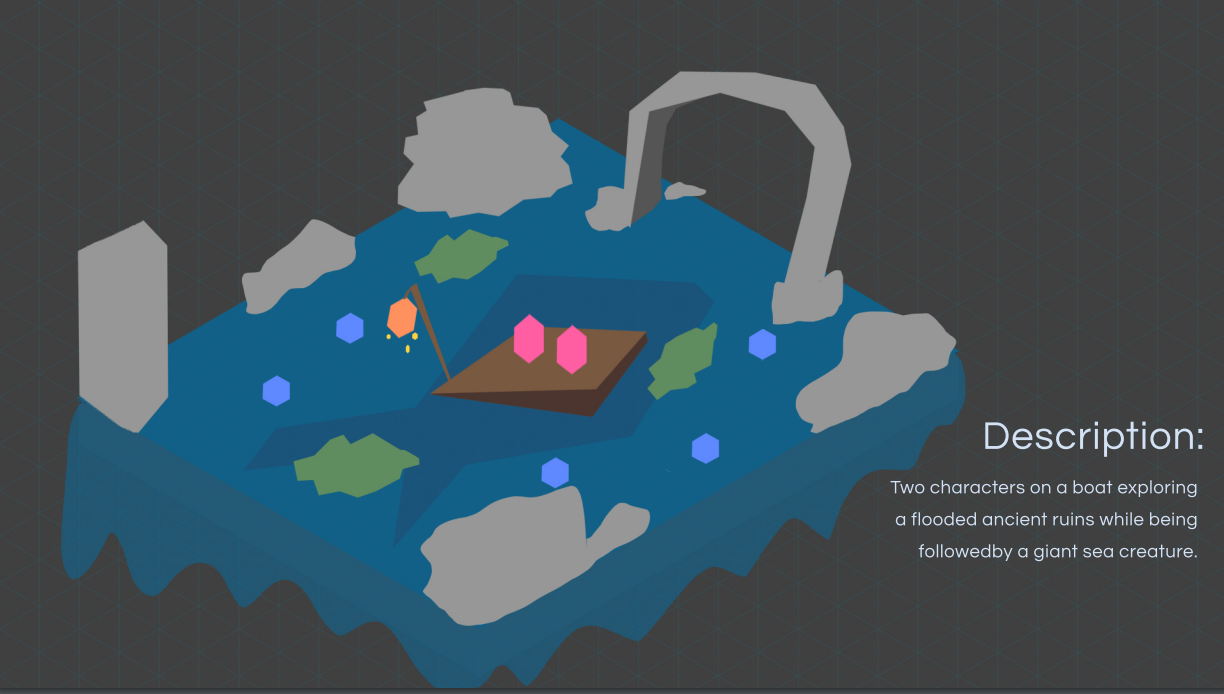 Description:
Two characters on a boat exploring
a flooded ancient ruins while being
followedby a giant sea creature.